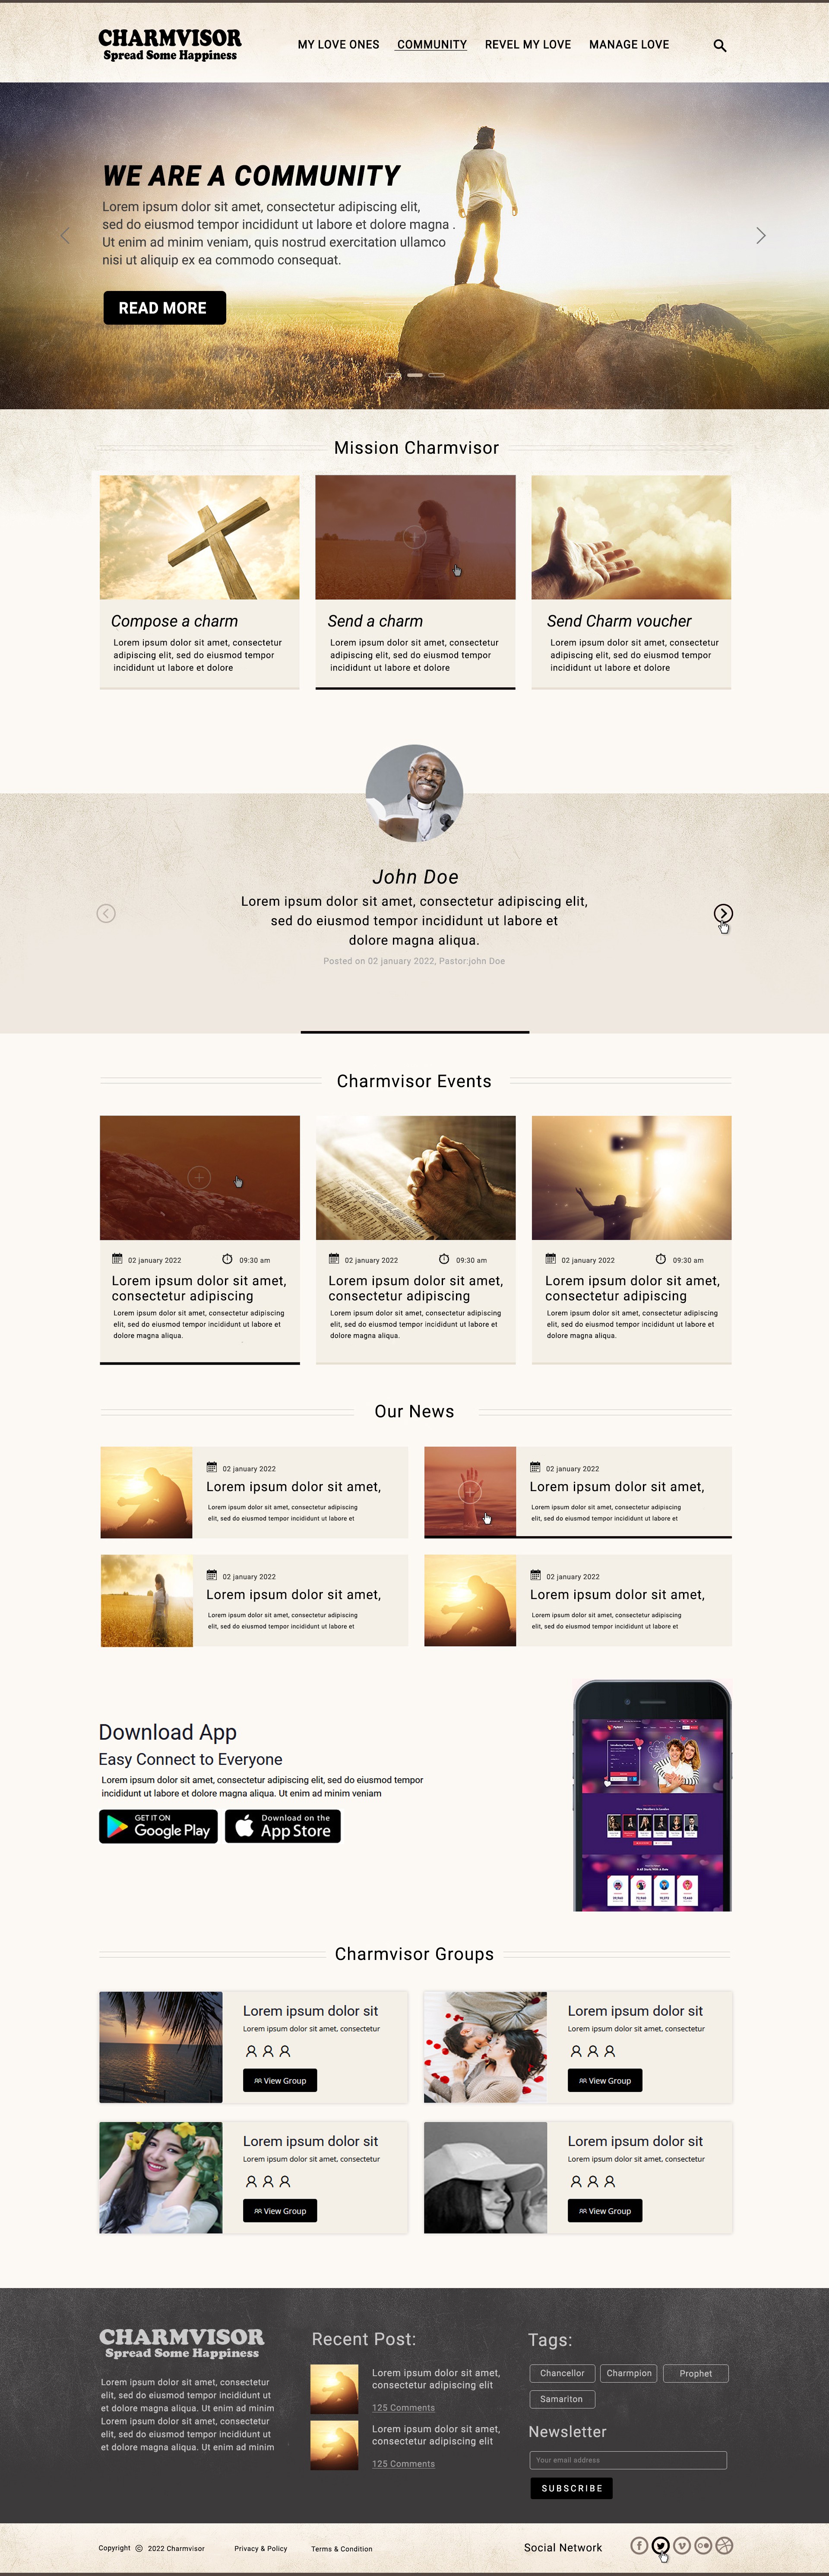 CHARMVISOR
Spread Some Happiness
MY LOVE ONES
COMMUNITY
REVEL MY LOVE
MANAGE LOVE
WE ARE A COMMUNITY
Lorem ipsum dolor sit amet, consectetur adipiscing elit,
sed do eiusmod tempor incididunt ut labore et dolore magna .
Ut enim ad minim veniam, quis nostrud exercitation ullamco
nisi ut aliquip ex ea commodo consequat.
READ MORE
Mission Charmvisor
Compose a charm
Lorem ipsum dolor sit amet, consectetur
adipiscing elit, sed do eiusmod tempor
incididunt ut labore et dolore
Send a charm
Lorem ipsum dolor sit amet, consectetur
adipiscing elit, sed do eiusmod tempor
incididunt ut labore et dolore
Send Charm voucher
Lorem ipsum dolor sit amet, consectetur
adipiscing elit, sed do eiusmod tempor
incididunt ut labore et dolore
John Doe
Lorem ipsum dolor sit amet, consectetur adipiscing elit,
sed do eiusmod tempor incididunt ut labore et
dolore magna aliqua.
Posted on 02 january 2022, Pastor:john Doe
Charmvisor Events
02 january 2022
09:30 am
Lorem ipsum dolor sit amet,
consectetur adipiscing
Lorem ipsum dolor sit amet, consectetur adipiscing
elit, sed do eiusmod tempor incididunt ut labore et
dolore magna aliqua.
02 january 2022
09:30 am
Lorem ipsum dolor sit amet,
consectetur adipiscing
Lorem ipsum dolor sit amet, consectetur adipiscing
elit, sed do eiusmod tempor incididunt ut labore et
dolore magna aliqua.
02 january 2022
09:30 am
Lorem ipsum dolor sit amet,
consectetur adipiscing
Lorem ipsum dolor sit amet, consectetur adipiscing
elit, sed do eiusmod tempor incididunt ut labore et
dolore magna aliqua.
Our News
02 january 2022
Lorem ipsum dolor sit amet,
Lorem ipsum dolor sit amet, consectetur adipiscing
elit, sed do eiusmod tempor incididunt ut labore et
02 january 2022
Lorem ipsum dolor sit amet,
Lorem ipsum dolor sit amet, consectetur adipiscing
elit, sed do eiusmod tempor incididunt ut labore et
02 january 2022
Lorem ipsum dolor sit amet,
Lorem ipsum dolor sit amet, consectetur adipiscing
elit, sed do eiusmod tempor incididunt ut labore et
02 january 2022
Lorem ipsum dolor sit amet,
Lorem ipsum dolor sit amet, consectetur adipiscing
elit, sed do eiusmod tempor incididunt ut labore et
Download App
Easy Connect to Everyone
Lorem ipsum dolor sit amet, consectetur adipiscing elit, sed do eiusmod tempor
incididunt ut labore et dolore magna aliqua. Ut enim ad minim veniam
GET IT ON
Google Play
Download on the
App Store
Charmvisor Groups
Lorem ipsum dolor sit
Lorem ipsum dolor sit amet, consectetur
View Group
Lorem ipsum dolor sit
Lorem ipsum dolor sit amet, consectetur
View Group
Lorem ipsum dolor sit
Lorem ipsum dolor sit amet, consectetur
View Group
Lorem ipsum dolor sit
Lorem ipsum dolor sit amet, consectetur
View Group
CHARMVISOR
Spread Some Happiness
Lorem ipsum dolor sit amet, consectetur
elit, sed do eiusmod tempor incididunt ut
et dolore magna aliqua. Ut enim ad minim
Lorem ipsum dolor sit amet, consectetur
elit, sed do eiusmod tempor incididunt ut
et dolore magna aliqua. Ut enim ad minim
Recent Post:
Lorem ipsum dolor sit amet,
consectetur adipiscing elit
125 Comments
Lorem ipsum dolor sit amet,
consectetur adipiscing elit
125 Comments
Tags:
Chancellor
Charmpion
Prophet
Samariton
Newsletter
Your email address
SUBSCRIBE
Copyright © 2022 Charmvisor
Privacy & Policy
Terms & Condition
Social Network